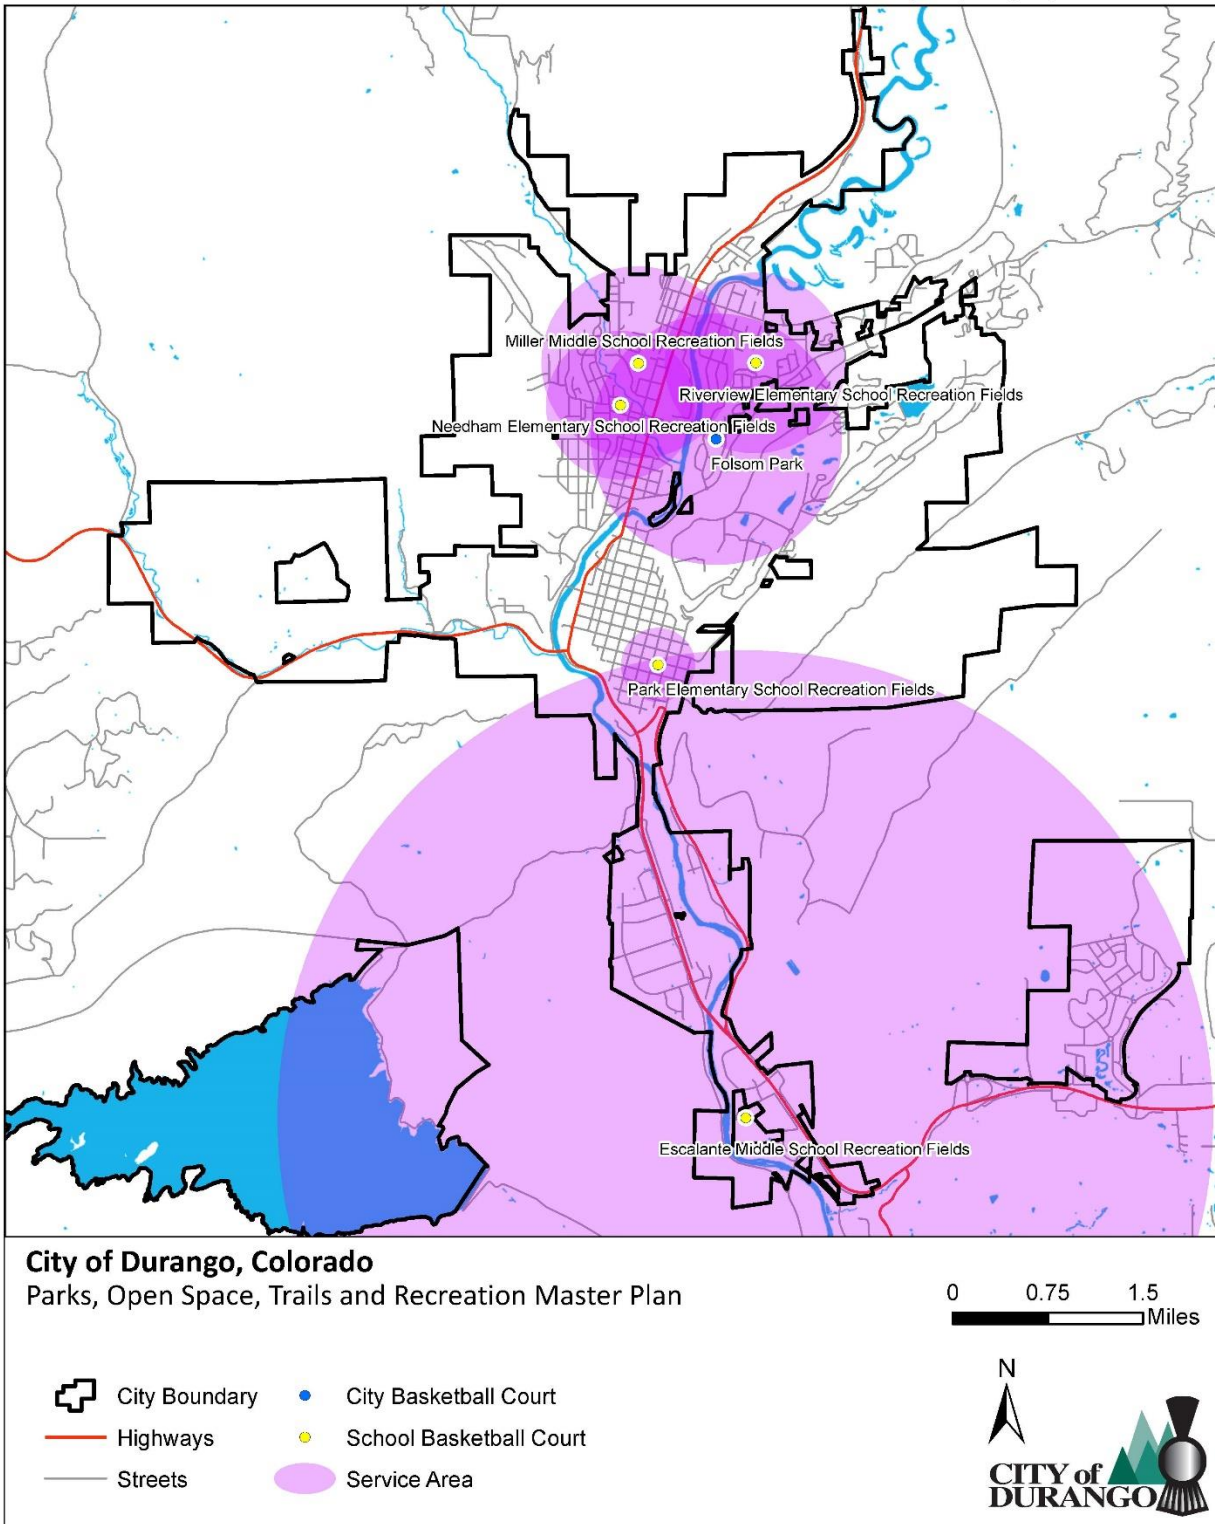 Miller Middle School Recreation Fields
Riverview Elementary School Recreation Fields
Needham Elementary School Recreation Fields
Folsom Park
Park Elementary School Recreation Fields
Escalante Middle School Recreation Fields
City of Durango, Colorado
Parks, Open Space, Trails and Recreation Master Plan
0 0.75 1.5
Miles
City Boundary
City Basketball Court
Highways
School Basketball Court
Streets
Service Area
N
CITY of
DURANGO